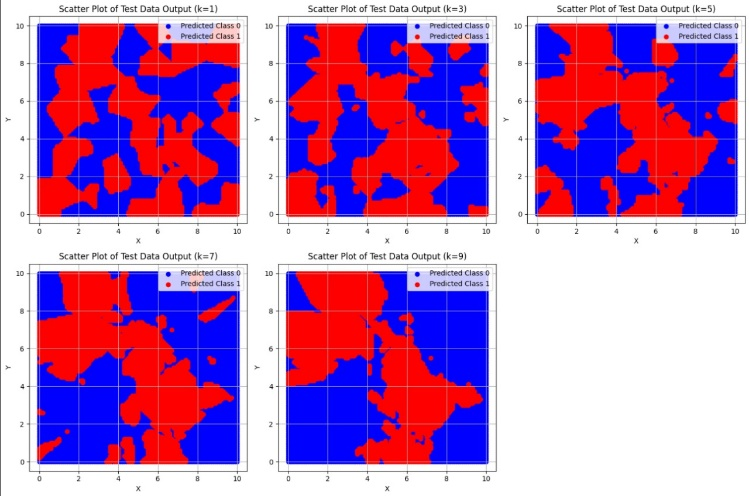 Scatter Plot of Test Data Output (k=1)
Predicted Class 0
Predicted Class 1
Y
10
8
6
4
2
0
0 2 4 6 8 10
X
Scatter Plot of Test Data Output (k=3)
Predicted Class 0
Predicted Class 1
Y
10
8
6
4
2
0
0 2 4 6 8 10
X
Scatter Plot of Test Data Output (k=5)
Predicted Class 0
Predicted Class 1
Y
10
8
6
4
2
0
0 2 4 6 8 10
X
Scatter Plot of Test Data Output (k=7)
Predicted Class 0
Predicted Class 1
Y
10
8
6
4
2
0
0 2 4 6 8 10
X
Scatter Plot of Test Data Output (k=9)
Predicted Class 0
Predicted Class 1
Y
10
8
6
4
2
0
0 2 4 6 8 10
X